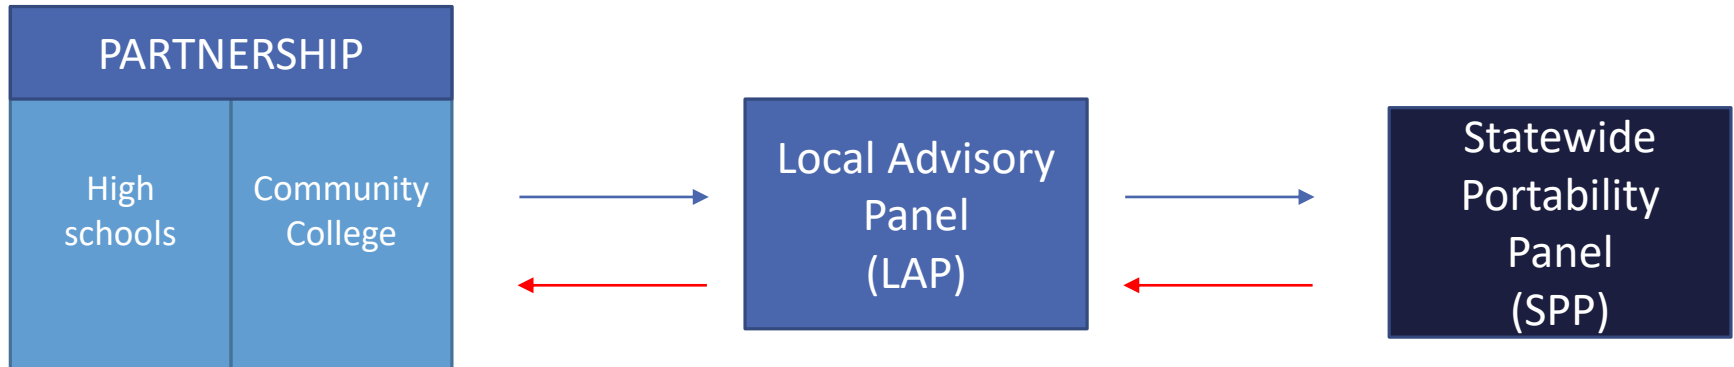 PARTNERSHIP
High
schools
Community
College
Local Advisory
Panel
(LAP)
Statewide
Portability
Panel
(SPP)